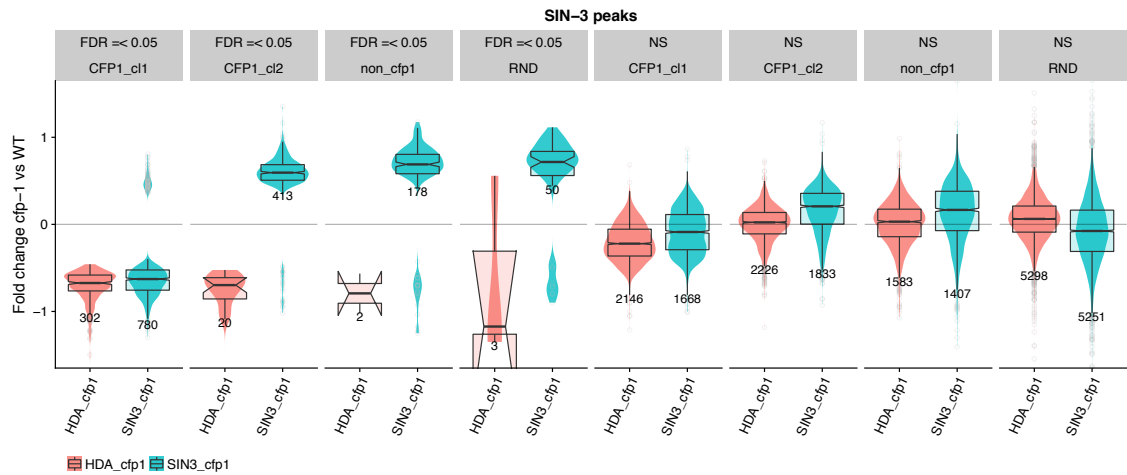 SIN−3 peaks
FDR =< 0.05 FDR =< 0.05 FDR =< 0.05 FDR =< 0.05 NS NS NS NS
CFP1_cl1 CFP1_cl2 non_cfp1 RND CFP1_cl1 CFP1_cl2 non_cfp1 RND
Fold change cfp−1 vs WT
1
0
−1
302 780 20 413 2 178 3 50 2146 1668 2226 1833 1583 1407 5298 5251
HDA_cfp1 SIN3_cfp1 HDA_cfp1 SIN3_cfp1 HDA_cfp1 SIN3_cfp1 HDA_cfp1 SIN3_cfp1 HDA_cfp1 SIN3_cfp1 HDA_cfp1 SIN3_cfp1 HDA_cfp1 SIN3_cfp1 HDA_cfp1 SIN3_cfp1
HDA_cfp1 SIN3_cfp1